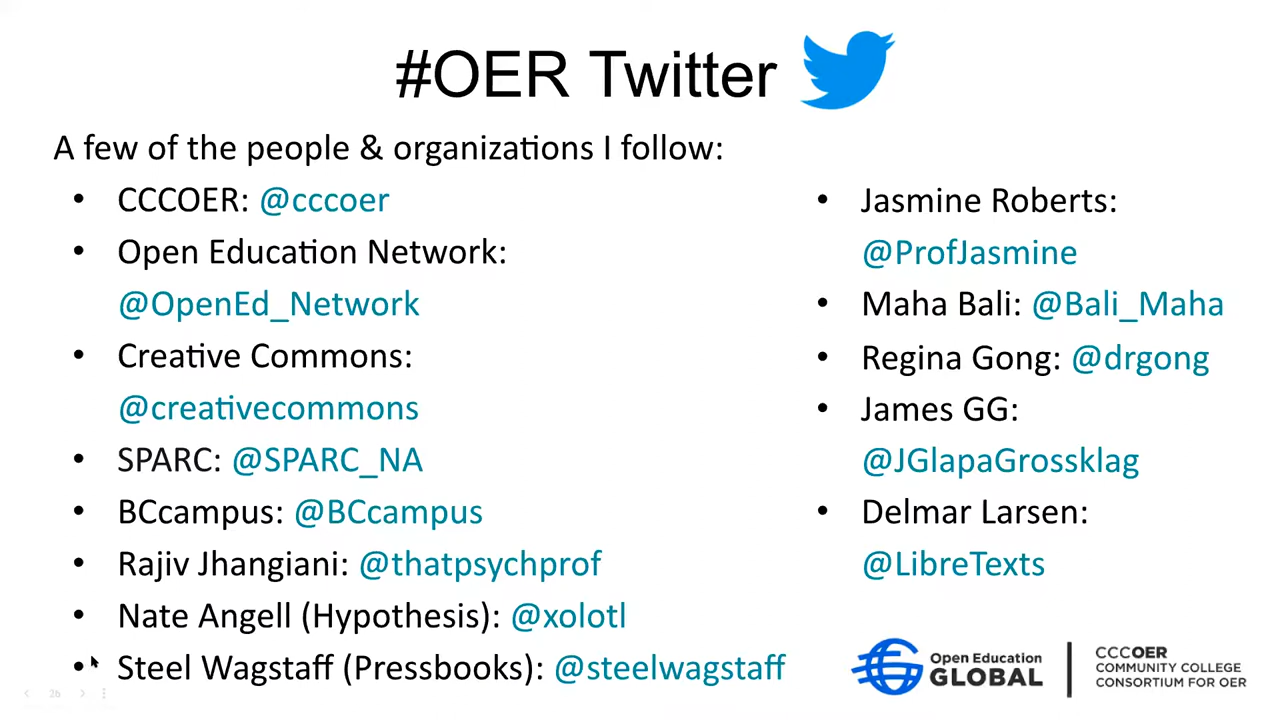 #OER Twitter
A few of the people & organizations I follow:
• CCCOER: @cccoer
• Open Education Network:
@OpenEd_Network
• Creative Commons:
@creativecommons
• SPARC: @SPARC_NA
• BCcampus: @BCcampus
• Rajiv Jhangiani: @thatpsychprof
• Nate Angell (Hypothesis): @xolotl
• Steel Wagstaff (Pressbooks): @steelwagstaff
• Jasmine Roberts:
@ProfJasmine
• Maha Bali: @Bali_Maha
• Regina Gong: @drgong
• James GG:
@JGlapaGrossklag
• Delmar Larsen:
@LibreTexts
Open Education
GLOBAL
CCCOER
COMMUNITY COLLEGE
CONSORTIUM FOR OER
26